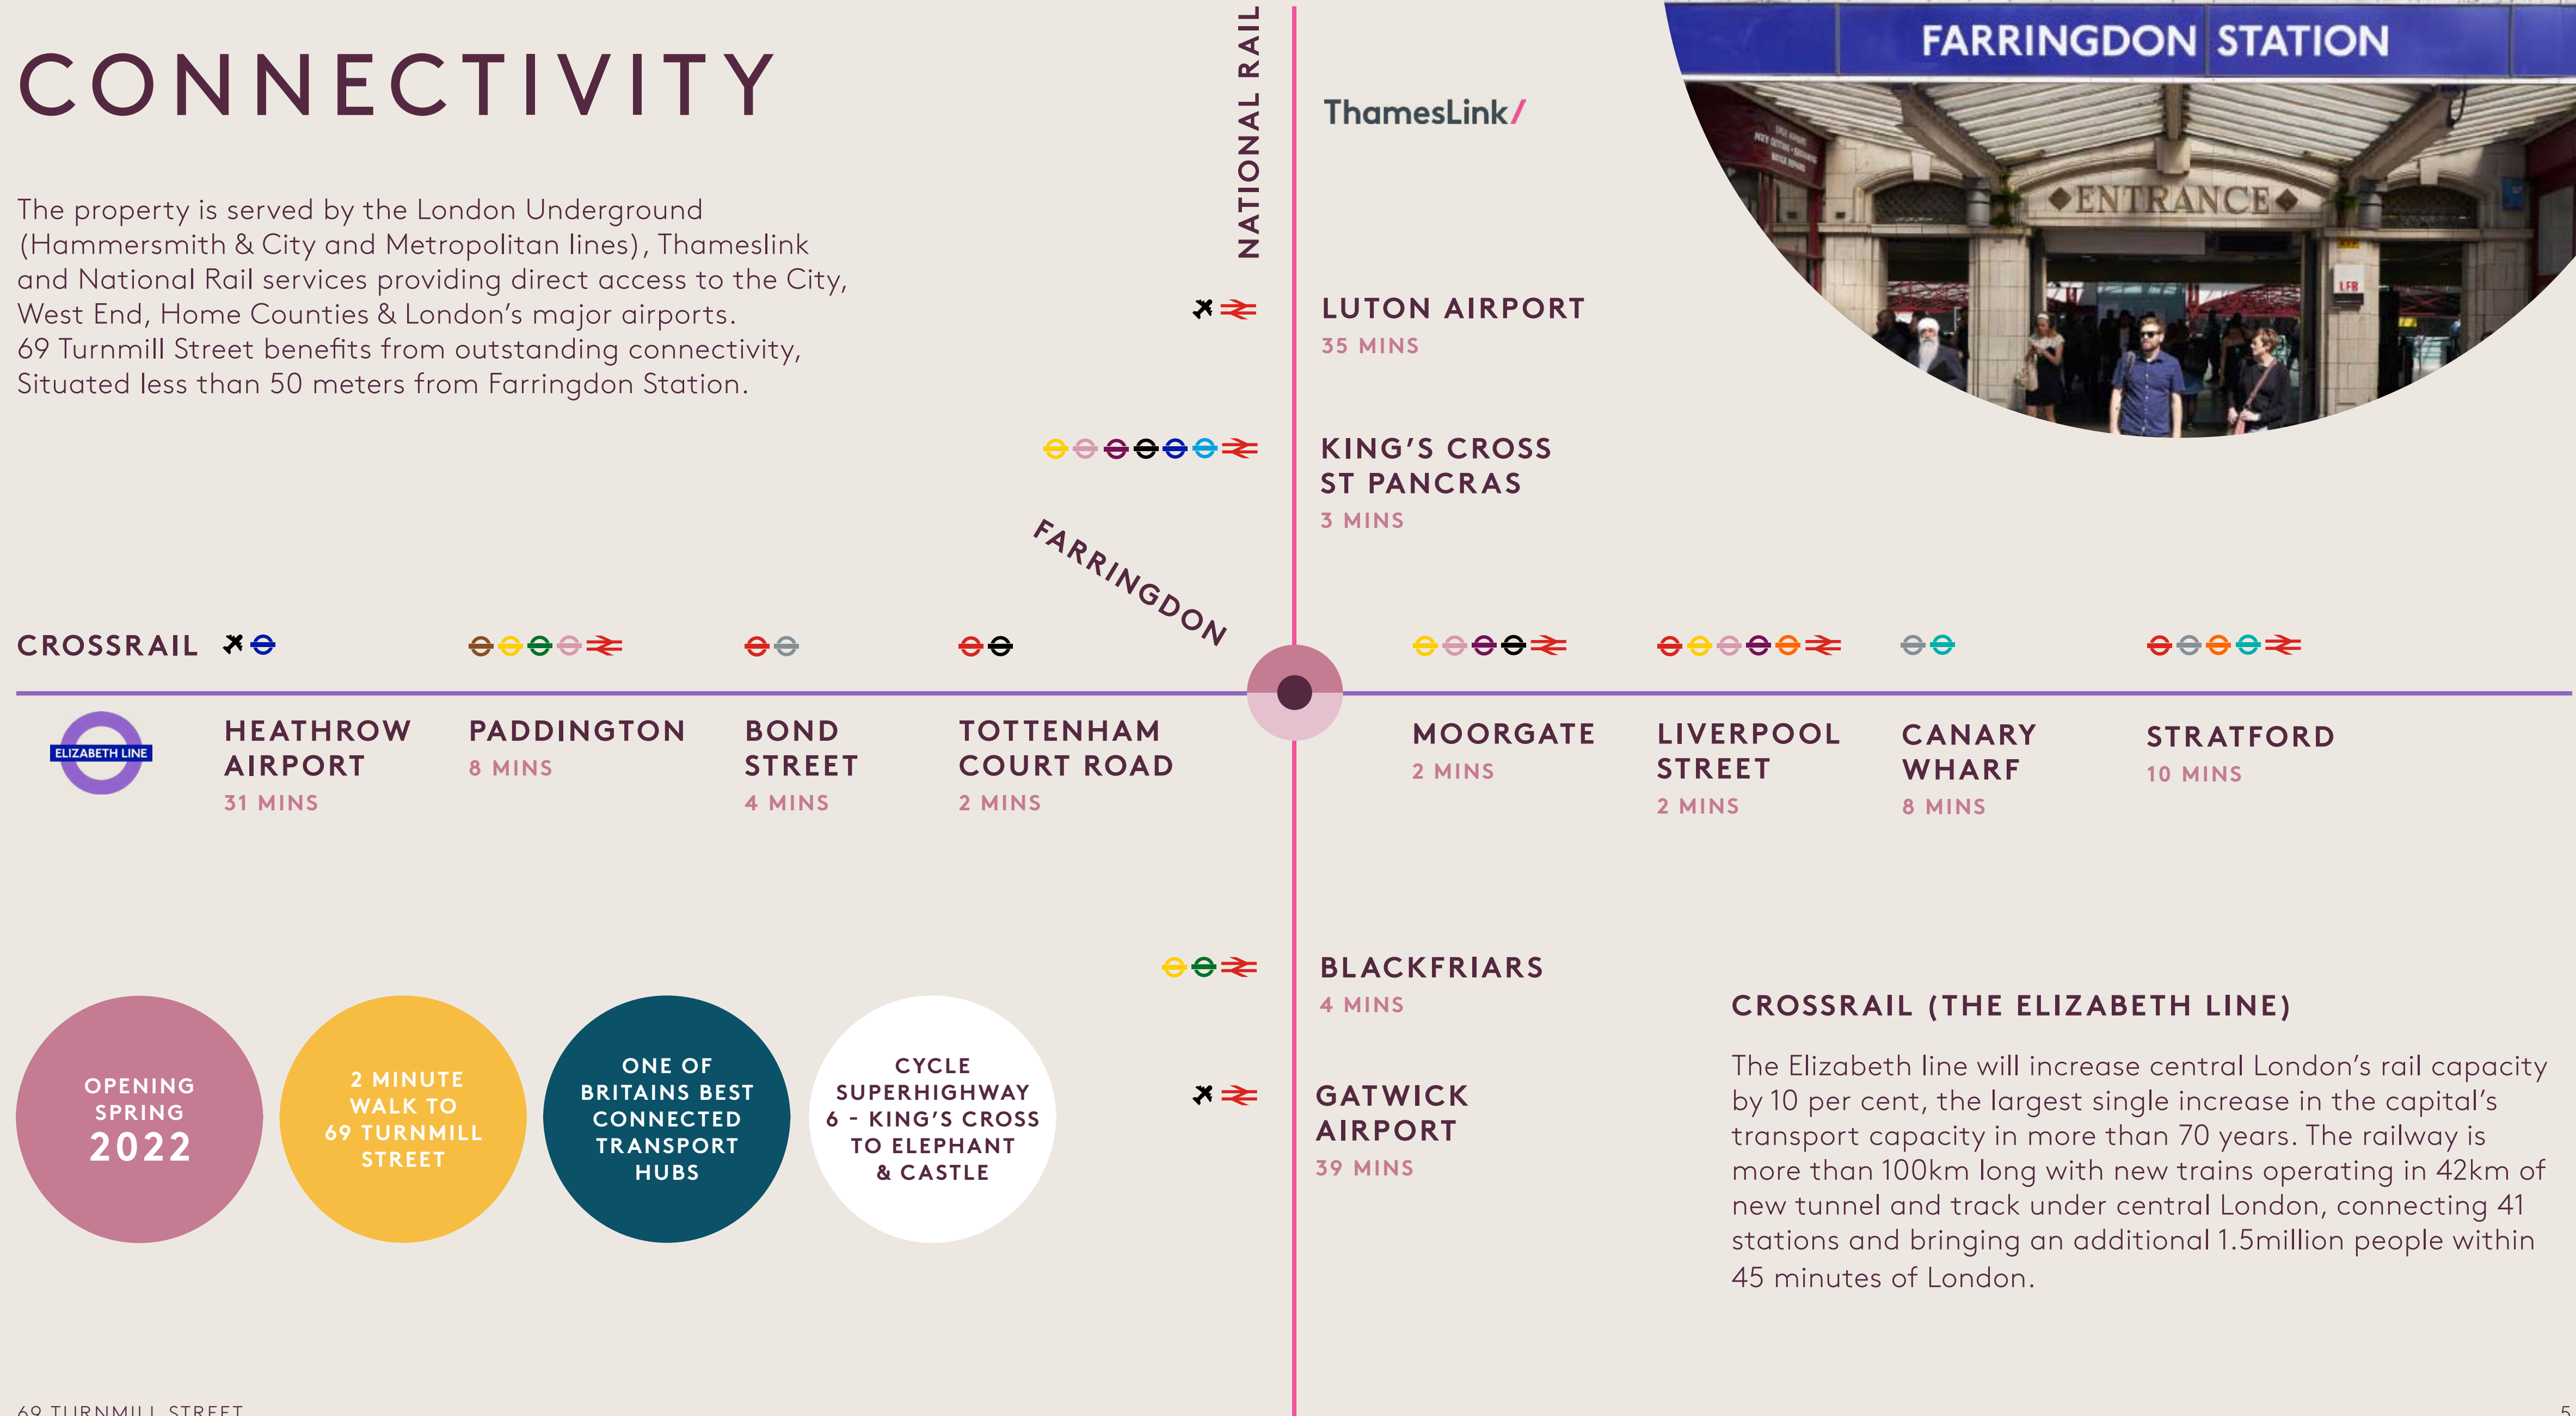 CONNECTIVITY
The property is served by the London Underground
(Hammersmith & City and Metropolitan lines), Thameslink
and National Rail services providing direct access to the City,
West End, Home Counties & London's major airports.
69 Turnmill Street benefits from outstanding connectivity,
Situated less than 50 meters from Farringdon Station.
NATIONAL RAIL
ThamesLink/
FARRINGDON STATION
ENTRANCE
LFB
LUTON AIRPORT
35 MINS
KING'S CROSS
ST PANCRAS
3 MINS
FARRINGDON
CROSSRAIL
ELIZABETH LINE
HEATHROW
AIRPORT
31 MINS
PADDINGTON
8 MINS
BOND
STREET
4 MINS
TOTTENHAM
COURT ROAD
2 MINS
MOORGATE
2 MINS
LIVERPOOL
STREET
2 MINS
CANARY
WHARF
8 MINS
STRATFORD
10 MINS
BLACKFRIARS
4 MINS
GATWICK
AIRPORT
39 MINS
OPENING
SPRING
2022
2 MINUTE
WALK TO
69 TURNMILL
STREET
ONE OF
BRITAINS BEST
CONNECTED
TRANSPORT
HUBS
CYCLE
SUPERHIGHWAY
6 - KING'S CROSS
TO ELEPHANT
& CASTLE
CROSSRAIL (THE ELIZABETH LINE)
The Elizabeth line will increase central London's rail capacity
by 10 per cent, the largest single increase in the capital's
transport capacity in more than 70 years. The railway is
more than 100km long with new trains operating in 42km of
new tunnel and track under central London, connecting 41
stations and bringing an additional 1.5million people within
45 minutes of London.
69 TURNMILL STREET
5